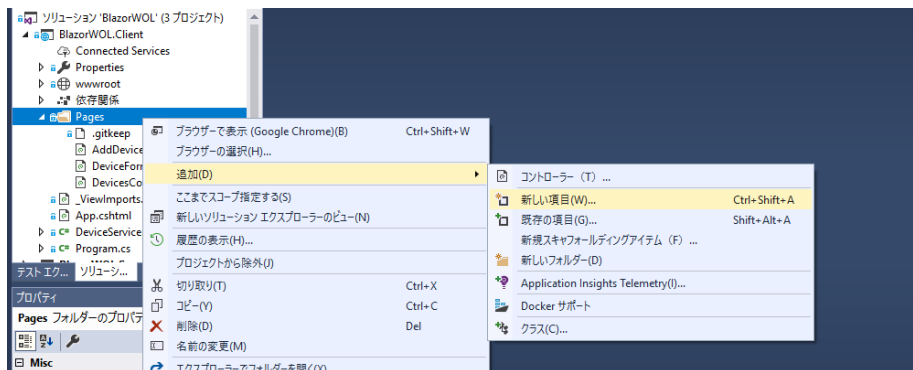 ソリューション 'BlazorWOL' (3 プロジェクト)
BlazorWOL.Client
Connected Services
Properties
wwwroot
依存関係
Pages
.gitkeep
AddDevice
DeviceForm
DevicesCo
_ViewImports.
App.cshtml
C# DeviceService
C# Program.cs
テスト エク... ソリューシ...
プロパティ
Pages フォルダーのプロパテ
Misc
ブラウザーで表示 (Google Chrome)(B) Ctrl+Shift+W
ブラウザーの選択(H)...
追加(D)
ここまでスコープ指定する(S)
新しいソリューション エクスプローラーのビュー(N)
履歴の表示(H)...
プロジェクトから除外(J)
切り取り(T) Ctrl+X
コピー(Y) Ctrl+C
削除(D) Del
名前の変更(M)
エクスプローラーでフォルダーを開く(X)
コントローラー（T）...
新しい項目(W)... Ctrl+Shift+A
既存の項目(G)... Shift+Alt+A
新規スキャフォールディングアイテム（F）...
新しいフォルダー(D)
Application Insights Telemetry(I)...
Docker サポート
クラス(C)...